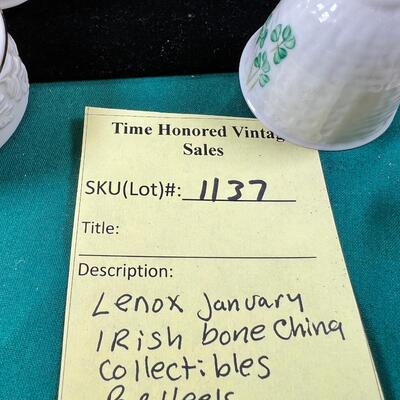 Time Honored Vintag
Sales
SKU(Lot)#: 1137
Title:
Description:
Lenox January
IRish bone China
Collectibles